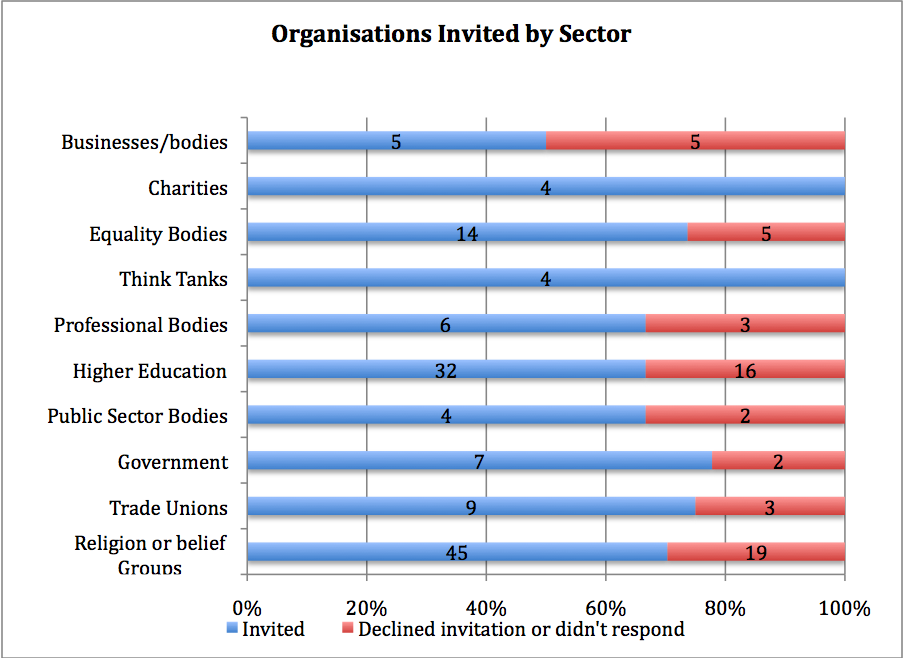 Organisations Invited by Sector
Businesses/bodies 5 5
Charities 4
Equality Bodies 14 5
Think Tanks 4
Professional Bodies 6 3
Higher Education 32 16
Public Sector Bodies 4 2
Government 7 2
Trade Unions 9 3
Religion or belief
Groups 45 19
0% 20% 40% 60% 80% 100%
Invited Declined invitation or didn't respond